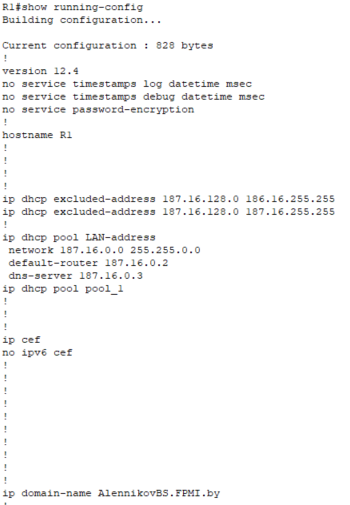 R1#show running-config
Building configuration...
Current configuration : 828 bytes
!
version 12.4
no service timestamps log datetime msec
no service timestamps debug datetime msec
no service password-encryption
!
hostname R1
!
!
!
!
ip dhcp excluded-address 187.16.128.0 186.16.255.255
ip dhcp excluded-address 187.16.128.0 187.16.255.255
!
ip dhcp pool LAN-address
network 187.16.0.0 255.255.0.0
default-router 187.16.0.2
dns-server 187.16.0.3
ip dhcp pool pool_1
!
!
!
ip cef
no ipv6 cef
!
!
!
!
!
!
!
!
!
!
ip domain-name AlennikovBS.FPMI.by
!